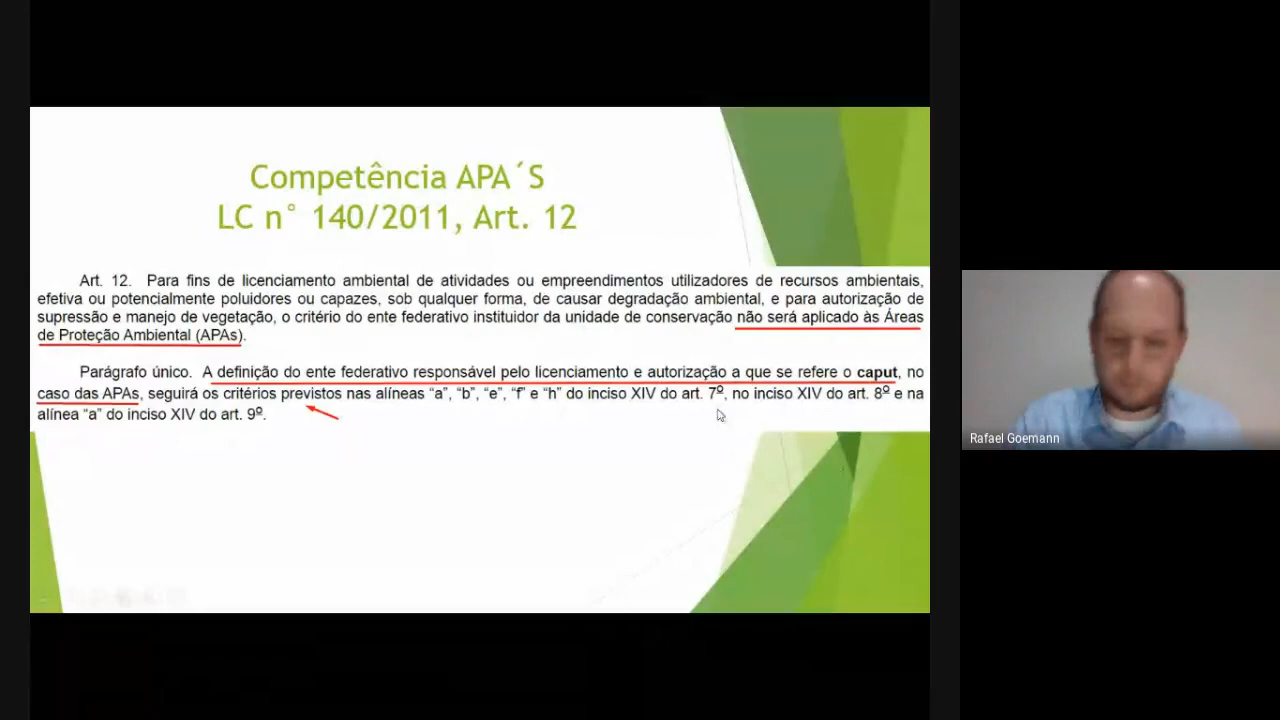 Competência APA´S
LC n° 140/2011, Art. 12
Art. 12. Para fins de licenciamento ambiental de atividades ou empreendimentos utilizadores de recursos ambientais,
efetiva ou potencialmente poluidores ou capazes, sob qualquer forma, de causar degradação ambiental, e para autorização de
supressão e manejo de vegetação, o critério do ente federativo instituidor da unidade de conservação não será aplicado às Áreas
de Proteção Ambiental (APAs).
Parágrafo único. A definição do ente federativo responsável pelo licenciamento e autorização a que se refere o caput, no
caso das APAs, seguirá os critérios previstos nas alíneas “a”, “b”, “e”, “f” e “h” do inciso XIV do art. 7º, no inciso XIV do art. 8º e na
alínea “a” do inciso XIV do art. 9º.
Rafael Goemann